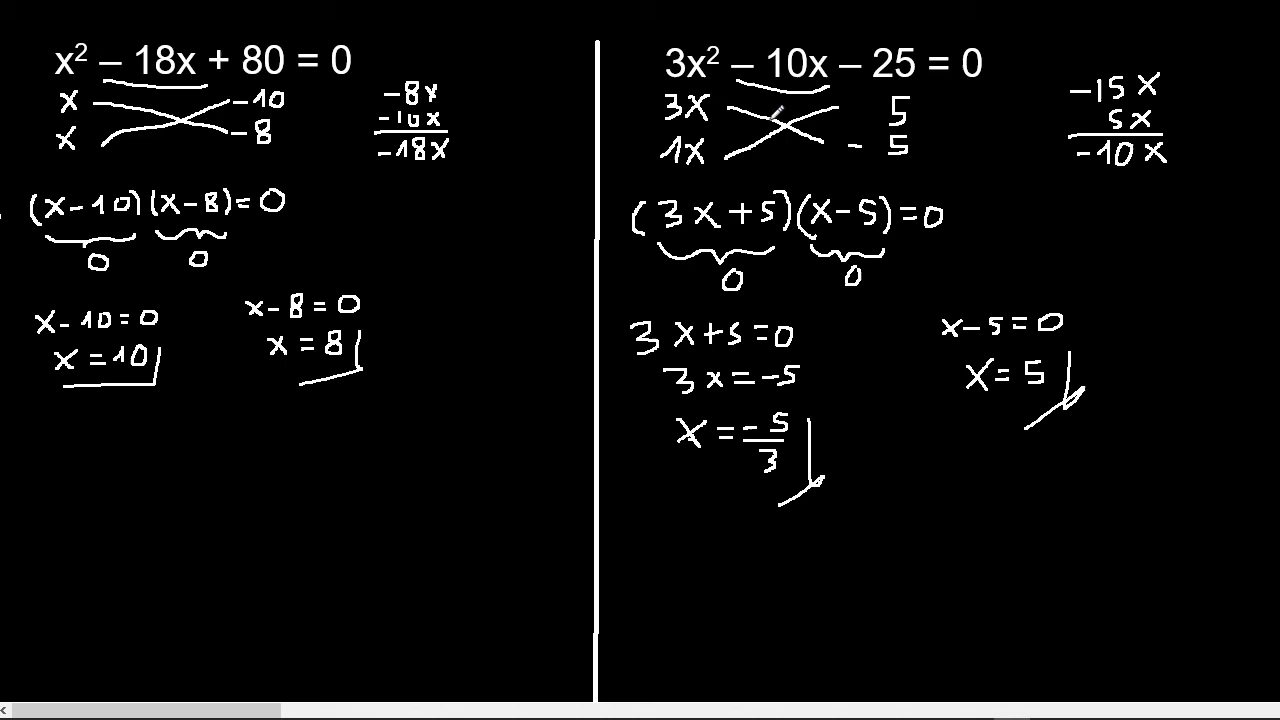 x² – 18x + 80 = 0
x -10 -8x
x -8 -10x
-18x
(x-10)(x-8)=0
0 0
x-10=0 x-8=0
x=10 x=8
3x² – 10x – 25 = 0
3x 5 -15x
1x -5 5x
-10x
(3x+5)(x-5)=0
0 0
3x+5=0 x-5=0
3x=-5 x=5
x=-5/3